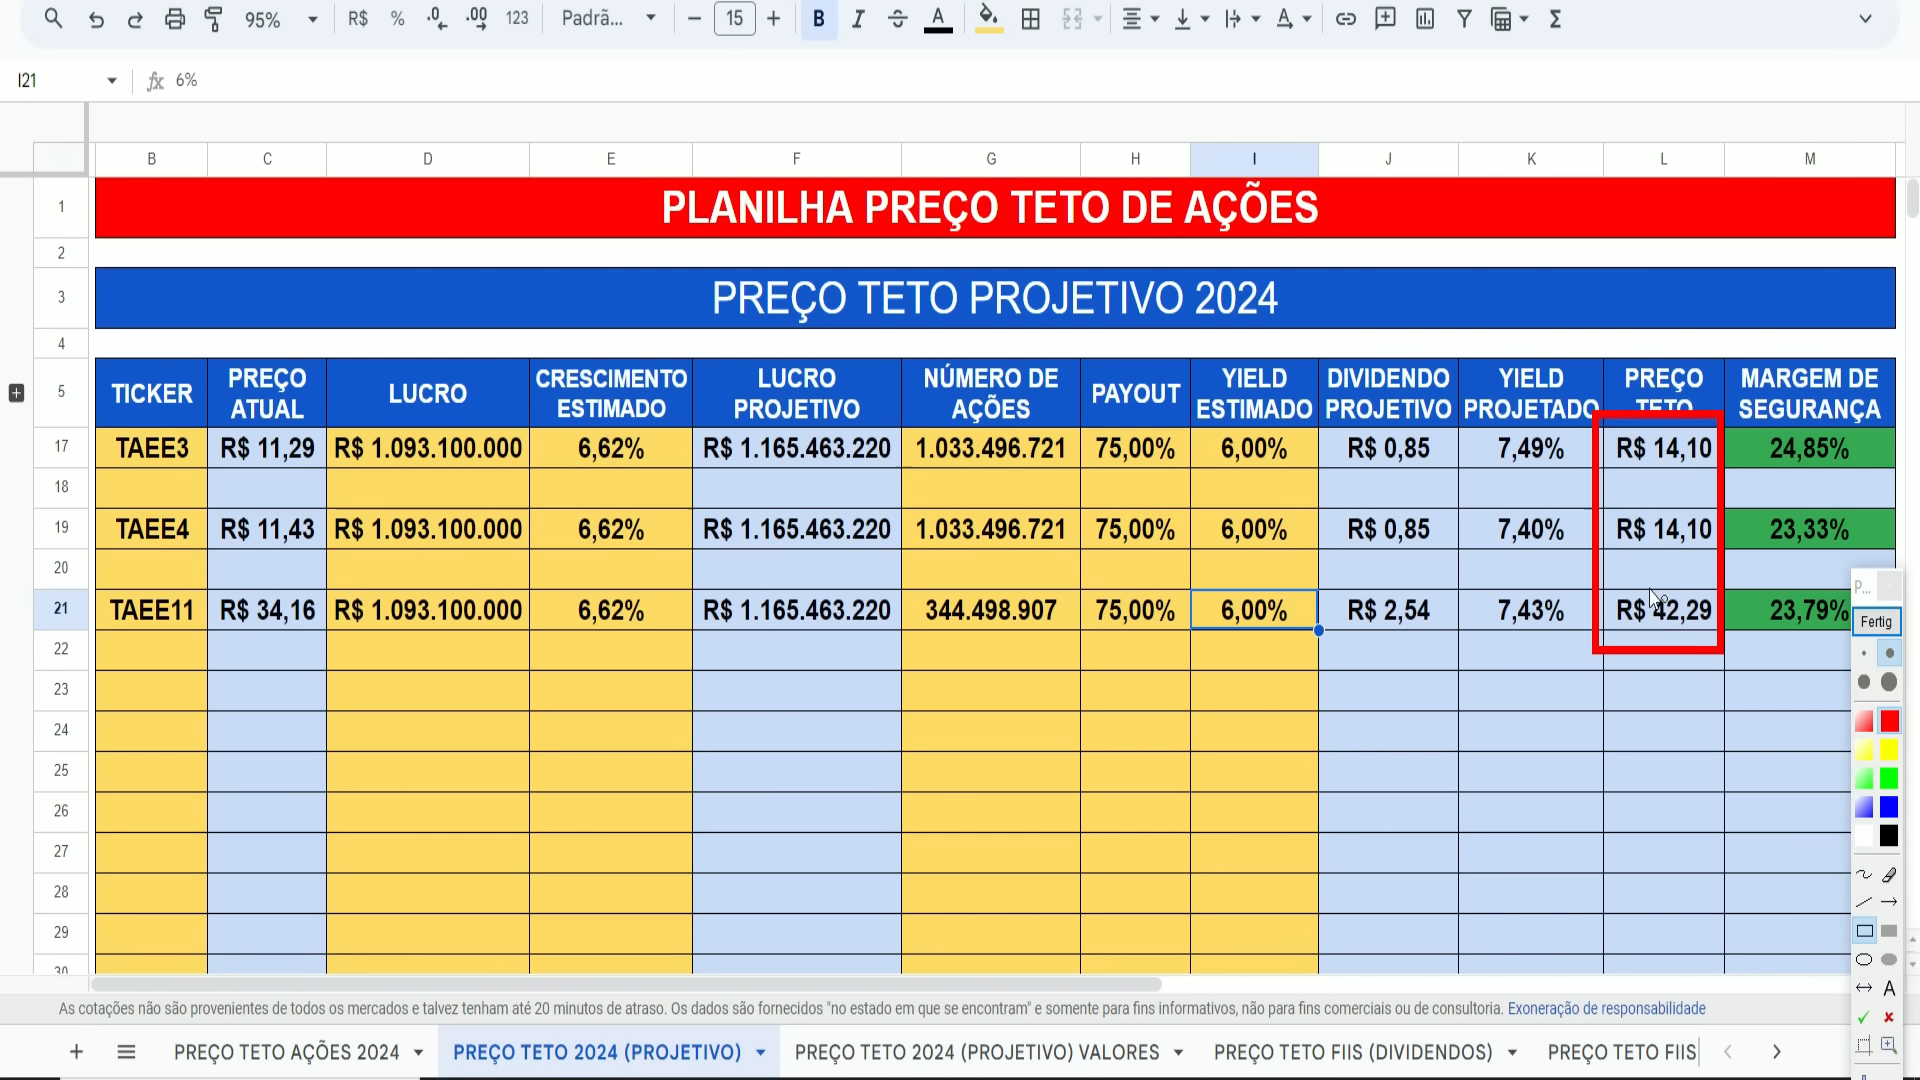 95% R$ % .0 .00 123 Padrã... 15 B I A A
I21 fx 6%
B C D E F G H I J K L M
1 PLANILHA PREÇO TETO DE AÇÕES
2
3 PREÇO TETO PROJETIVO 2024
4
5 TICKER PREÇO ATUAL LUCRO CRESCIMENTO ESTIMADO LUCRO PROJETIVO NÚMERO DE AÇÕES PAYOUT YIELD ESTIMADO DIVIDENDO PROJETIVO YIELD PROJETADO PREÇO TETO MARGEM DE SEGURANÇA
17 TAEE3 R$ 11,29 R$ 1.093.100.000 6,62% R$ 1.165.463.220 1.033.496.721 75,00% 6,00% R$ 0,85 7,49% R$ 14,10 24,85%
18
19 TAEE4 R$ 11,43 R$ 1.093.100.000 6,62% R$ 1.165.463.220 1.033.496.721 75,00% 6,00% R$ 0,85 7,40% R$ 14,10 23,33%
20
21 TAEE11 R$ 34,16 R$ 1.093.100.000 6,62% R$ 1.165.463.220 344.498.907 75,00% 6,00% R$ 2,54 7,43% R$ 42,29 23,79%
22
23
24
25
26
27
28
29
30
P...
Fertig
A
As cotações não são provenientes de todos os mercados e talvez tenham até 20 minutos de atraso. Os dados são fornecidos "no estado em que se encontram" e somente para fins informativos, não para fins comerciais ou de consultoria. Exoneração de responsabilidade
PREÇO TETO AÇÕES 2024 PREÇO TETO 2024 (PROJETIVO) PREÇO TETO 2024 (PROJETIVO) VALORES PREÇO TETO FIIS (DIVIDENDOS) PREÇO TETO FIIS